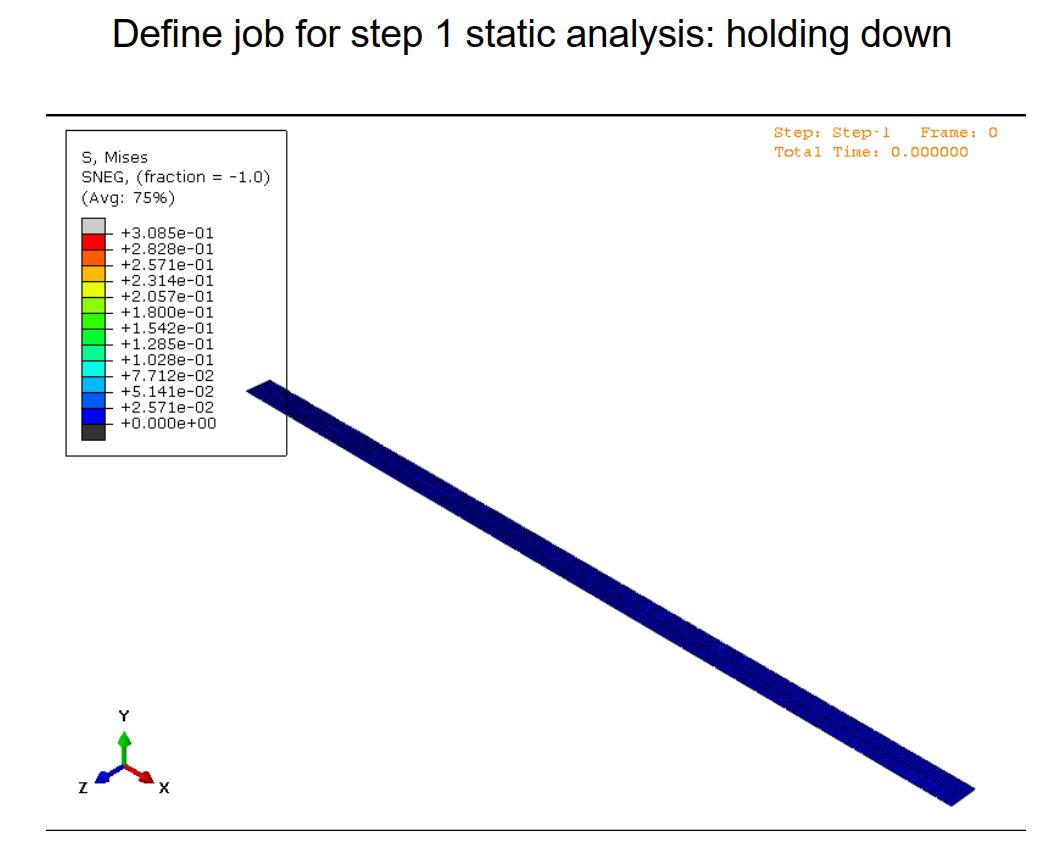 Define job for step 1 static analysis: holding down
Step: Step-1 Frame: 0
Total Time: 0.000000
S, Mises
SNEG, (fraction = -1.0)
(Avg: 75%)
+3.085e-01
+2.828e-01
+2.571e-01
+2.314e-01
+2.057e-01
+1.800e-01
+1.542e-01
+1.285e-01
+1.028e-01
+7.712e-02
+5.141e-02
+2.571e-02
+0.000e+00
Y
Z
X